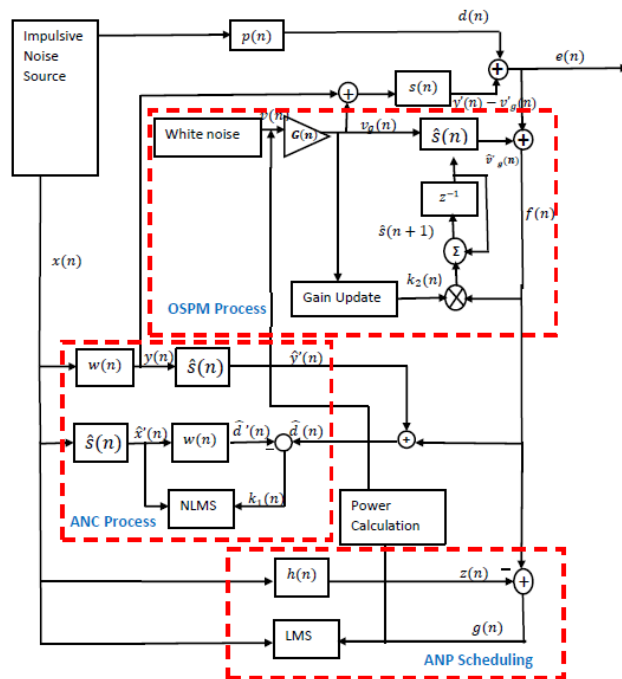 Impulsive
Noise
Source
p(n)
d(n)
e(n)
s(n)
y'(n) − v'g(n)
White noise
v(n)
G(n)
vg(n)
ŝ(n)
v̂'g(n)
z⁻¹
f(n)
ŝ(n + 1)
Σ
x(n)
k₂(n)
Gain Update
OSPM Process
w(n)
y(n)
ŝ(n)
ŷ'(n)
ŝ(n)
x̂'(n)
w(n)
d̂'(n)
d̂(n)
NLMS
k₁(n)
Power
Calculation
ANC Process
h(n)
z(n)
LMS
g(n)
ANP Scheduling